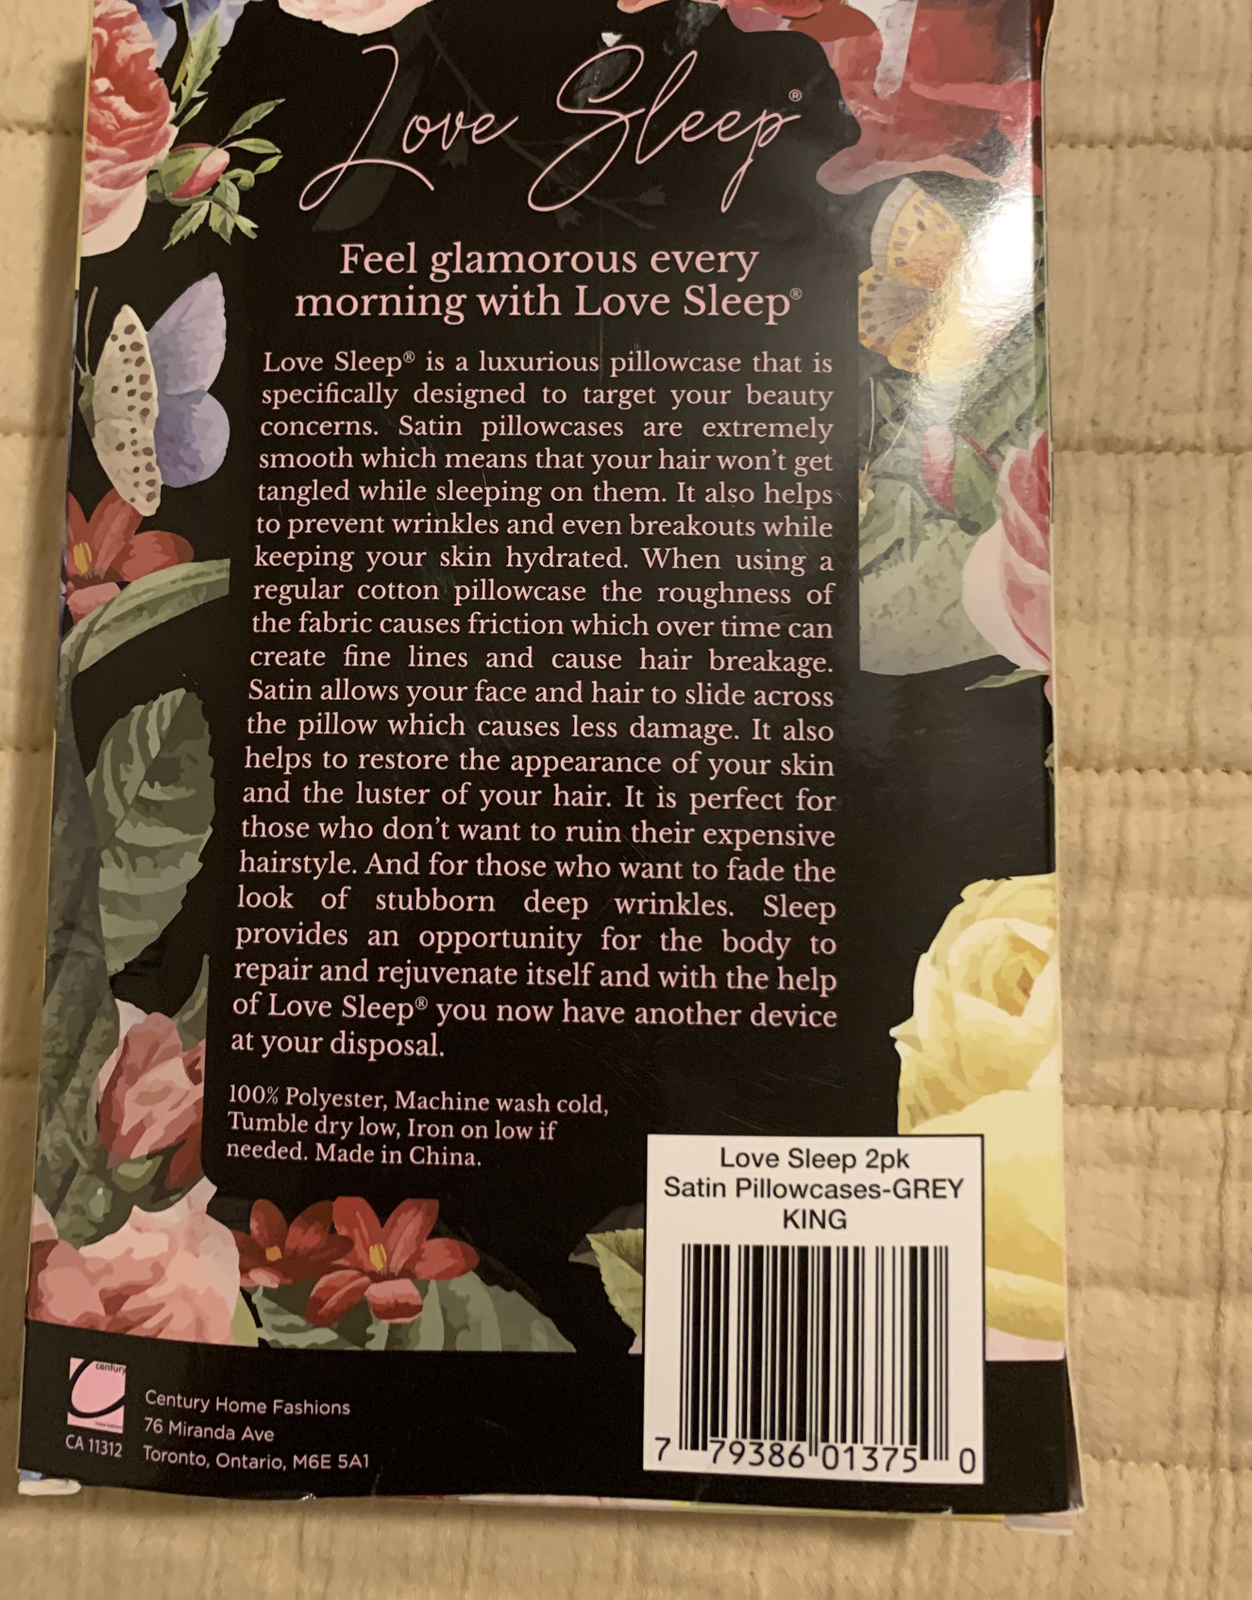 Love Sleep®
Feel glamorous every
morning with Love Sleep®
Love Sleep® is a luxurious pillowcase that is
specifically designed to target your beauty
concerns. Satin pillowcases are extremely
smooth which means that your hair won't get
tangled while sleeping on them. It also helps
to prevent wrinkles and even breakouts while
keeping your skin hydrated. When using a
regular cotton pillowcase the roughness of
the fabric causes friction which over time can
create fine lines and cause hair breakage.
Satin allows your face and hair to slide across
the pillow which causes less damage. It also
helps to restore the appearance of your skin
and the luster of your hair. It is perfect for
those who don't want to ruin their expensive
hairstyle. And for those who want to fade the
look of stubborn deep wrinkles. Sleep
provides an opportunity for the body to
repair and rejuvenate itself and with the help
of Love Sleep® you now have another device
at your disposal.
100% Polyester, Machine wash cold,
Tumble dry low, Iron on low if
needed. Made in China.
Love Sleep 2pk
Satin Pillowcases-GREY
KING
7 79386 01375 0
century
CA 11312
Century Home Fashions
76 Miranda Ave
Toronto, Ontario, M6E 5A1